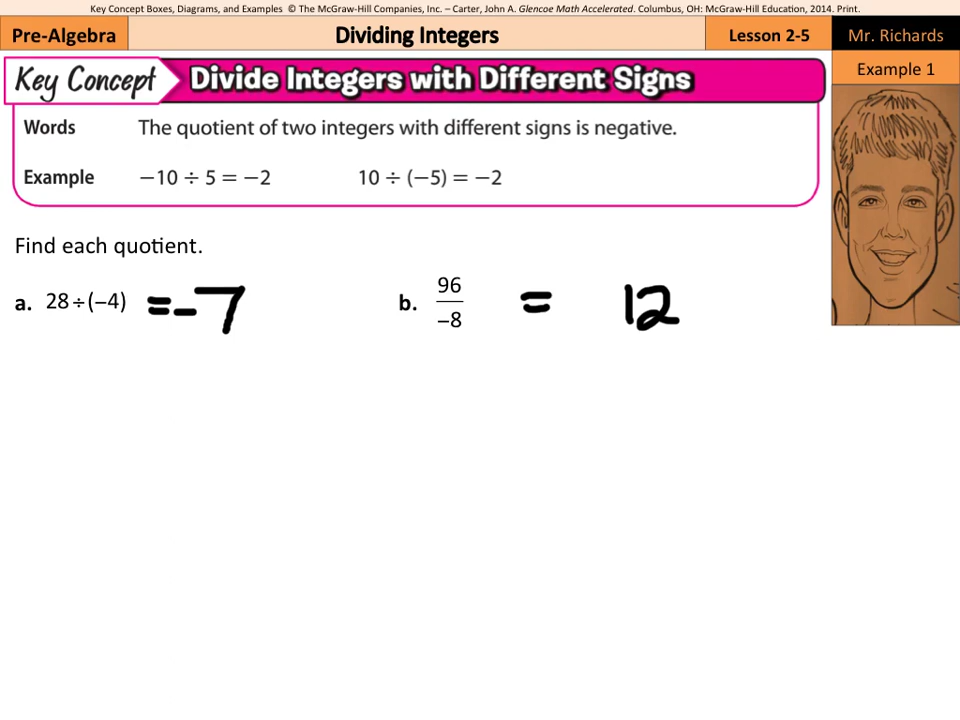 Key Concept Boxes, Diagrams, and Examples © The McGraw-Hill Companies, Inc. – Carter, John A. Glencoe Math Accelerated. Columbus, OH: McGraw-Hill Education, 2014. Print.
Pre-Algebra Dividing Integers Lesson 2-5 Mr. Richards
Example 1
Key Concept Divide Integers with Different Signs
Words The quotient of two integers with different signs is negative.
Example −10 ÷ 5 = −2 10 ÷ (−5) = −2
Find each quotient.
a. 28÷(−4) =-7 b. 96/−8 = 12